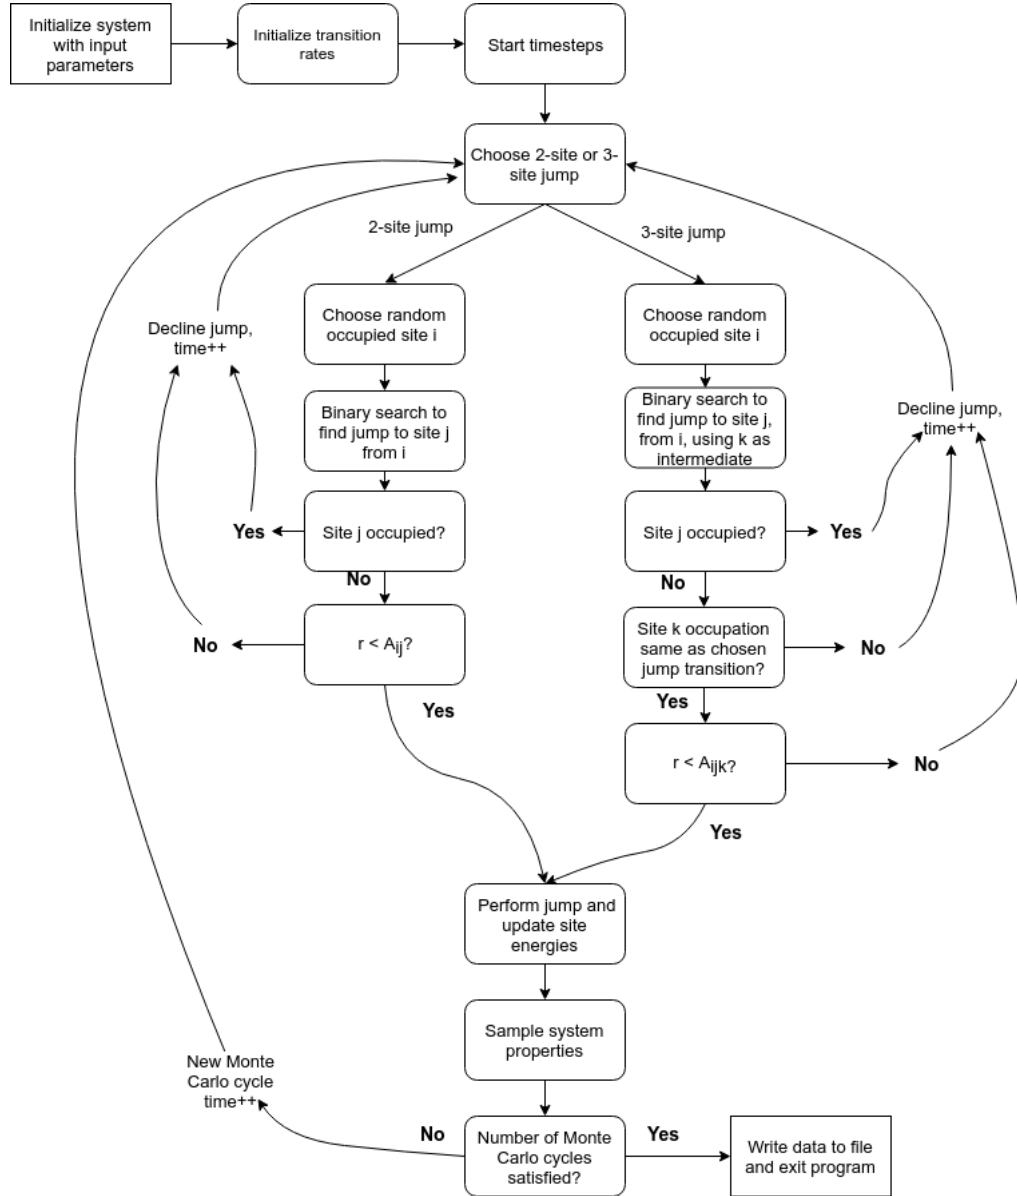 Initialize system
with input
parameters
Initialize transition
rates
Start timesteps
Choose 2-site or 3-
site jump
2-site jump
3-site jump
Choose random
occupied site i
Choose random
occupied site i
Decline jump,
time++
Binary search to
find jump to site j
from i
Binary search to
find jump to site j,
from i, using k as
intermediate
Decline jump,
time++
Yes
Site j occupied?
Site j occupied?
Yes
No
No
No
r < Aij?
Site k occupation
same as chosen
jump transition?
No
Yes
Yes
r < Aijk?
No
Yes
Perform jump and
update site
energies
Sample system
properties
New Monte
Carlo cycle
time++
No
Number of Monte
Carlo cycles
satisfied?
Yes
Write data to file
and exit program